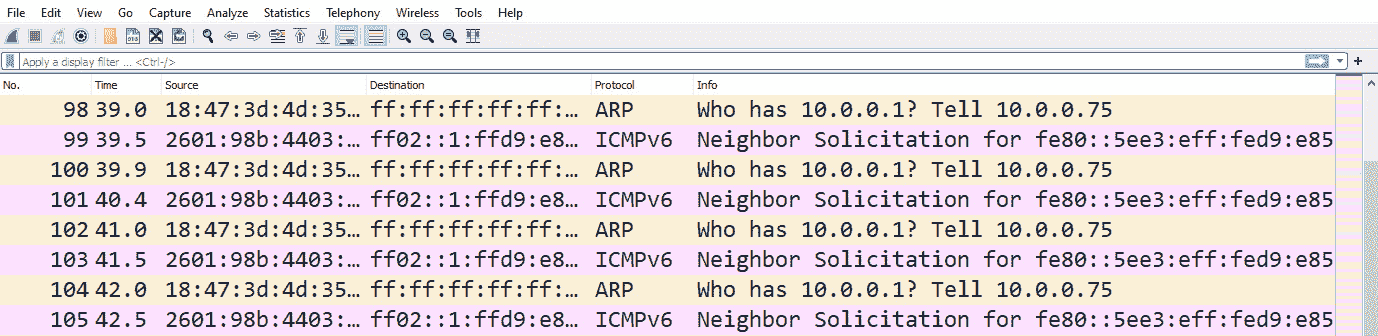 File Edit View Go Capture Analyze Statistics Telephony Wireless Tools Help
Apply a display filter ... <Ctrl-/>
No. Time Source Destination Protocol Info
98 39.0 18:47:3d:4d:35... ff:ff:ff:ff:ff:... ARP Who has 10.0.0.1? Tell 10.0.0.75
99 39.5 2601:98b:4403:... ff02::1:ffd9:e8... ICMPv6 Neighbor Solicitation for fe80::5ee3:eff:fed9:e85
100 39.9 18:47:3d:4d:35... ff:ff:ff:ff:ff:... ARP Who has 10.0.0.1? Tell 10.0.0.75
101 40.4 2601:98b:4403:... ff02::1:ffd9:e8... ICMPv6 Neighbor Solicitation for fe80::5ee3:eff:fed9:e85
102 41.0 18:47:3d:4d:35... ff:ff:ff:ff:ff:... ARP Who has 10.0.0.1? Tell 10.0.0.75
103 41.5 2601:98b:4403:... ff02::1:ffd9:e8... ICMPv6 Neighbor Solicitation for fe80::5ee3:eff:fed9:e85
104 42.0 18:47:3d:4d:35... ff:ff:ff:ff:ff:... ARP Who has 10.0.0.1? Tell 10.0.0.75
105 42.5 2601:98b:4403:... ff02::1:ffd9:e8... ICMPv6 Neighbor Solicitation for fe80::5ee3:eff:fed9:e85